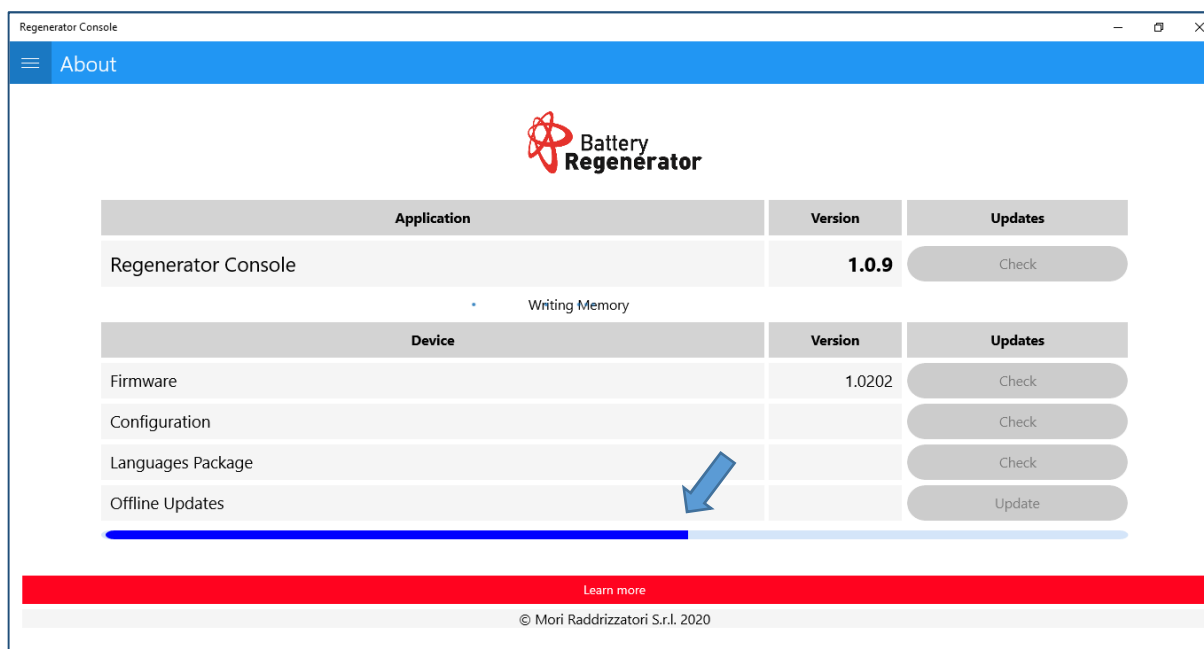 Regenerator Console
About
Battery
Regenerator
Application Version Updates
Regenerator Console 1.0.9 Check
Writing Memory
Device Version Updates
Firmware 1.0202 Check
Configuration Check
Languages Package Check
Offline Updates Update
Learn more
© Mori Raddrizzatori S.r.l. 2020